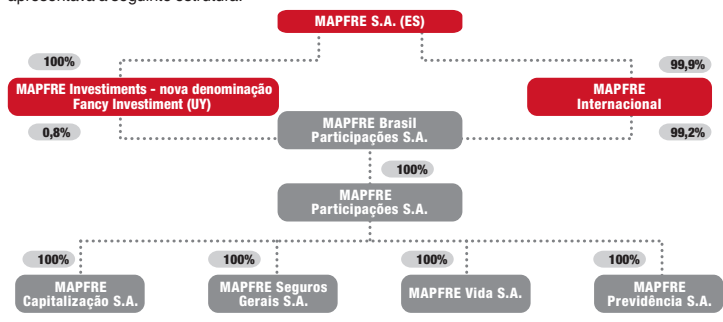 apresentava a seguinte estrutura:
MAPFRE S.A. (ES)
100%
99,9%
MAPFRE Investiments - nova denominação
Fancy Investiment (UY)
MAPFRE
Internacional
0,8%
MAPFRE Brasil
Participações S.A.
99,2%
100%
MAPFRE
Participações S.A.
100%
100%
100%
100%
MAPFRE
Capitalização S.A.
MAPFRE Seguros
Gerais S.A.
MAPFRE Vida S.A.
MAPFRE
Previdência S.A.